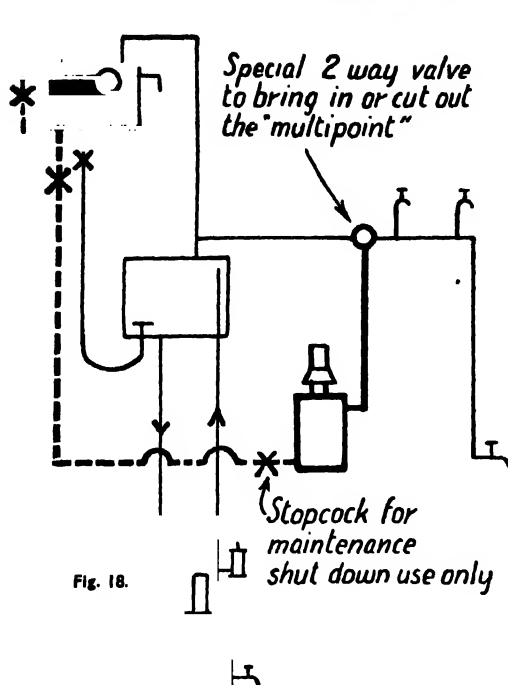 Special 2 way valve
to bring in or cut out
the "multipoint"
Stopcock for
maintenance
shut down use only
Fig. 18.